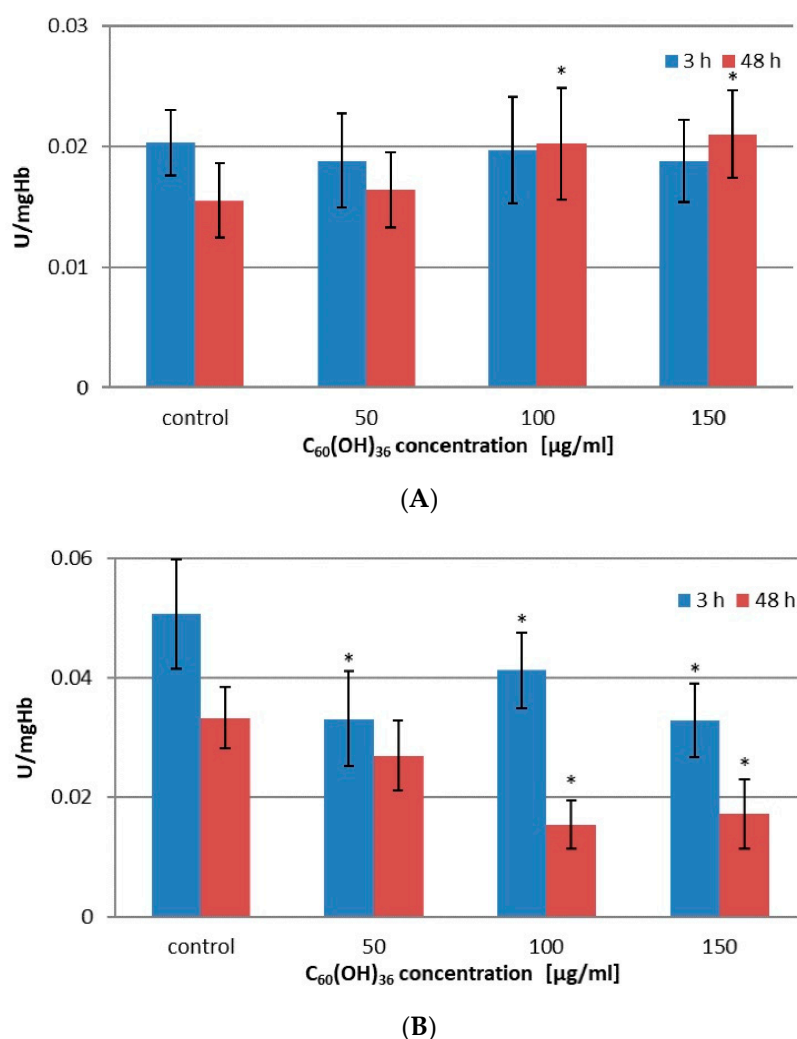 0.03
3 h 48 h
* *
0.02
U/mgHb
0.01
0
control 50 100 150
C₆₀(OH)₃₆ concentration [µg/ml]
(A)
0.06
3 h 48 h
* * *
0.04
U/mgHb
0.02
* *
0
control 50 100 150
C₆₀(OH)₃₆ concentration [µg/ml]
(B)